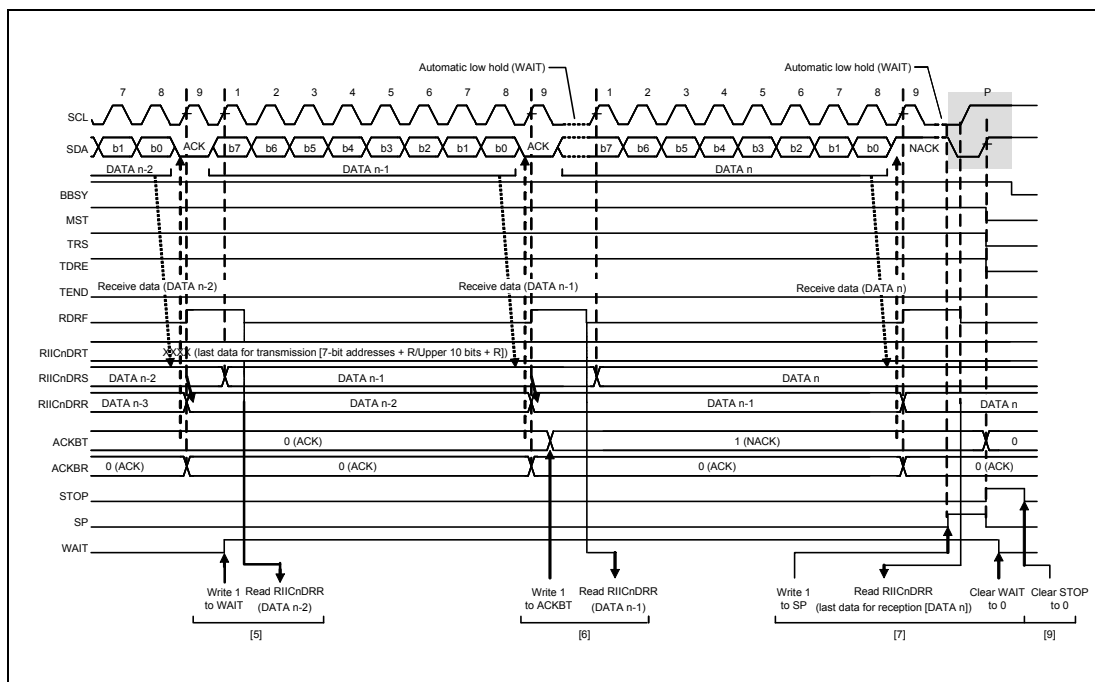 Automatic low hold (WAIT) Automatic low hold (WAIT)
7 8 9 1 2 3 4 5 6 7 8 9 1 2 3 4 5 6 7 8 9 P
SCL
SDA b1 b0 ACK b7 b6 b5 b4 b3 b2 b1 b0 ACK b7 b6 b5 b4 b3 b2 b1 b0 NACK
DATA n-2 DATA n-1 DATA n
BBSY
MST
TRS
TDRE
Receive data (DATA n-2) Receive data (DATA n-1) Receive data (DATA n)
TEND
RDRF
RIICnDRT XXXX (last data for transmission [7-bit addresses + R/Upper 10 bits + R])
RIICnDRS DATA n-2 DATA n-1 DATA n
RIICnDRR DATA n-3 DATA n-2 DATA n-1 DATA n
ACKBT 0 (ACK) 1 (NACK) 0
ACKBR 0 (ACK) 0 (ACK) 0 (ACK) 0 (ACK)
STOP
SP
WAIT
Write 1 Read RIICnDRR Write 1 Read RIICnDRR Write 1 Read RIICnDRR Clear WAIT Clear STOP
to WAIT (DATA n-2) to ACKBT (DATA n-1) to SP (last data for reception [DATA n]) to 0 to 0
[5] [6] [7] [9]